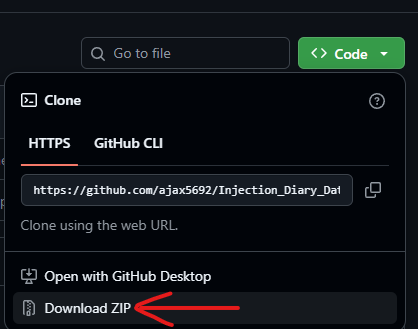 Go to file
<> Code
Clone
HTTPS GitHub CLI
https://github.com/ajax5692/Injection_Diary_Dat
Clone using the web URL.
Open with GitHub Desktop
Download ZIP